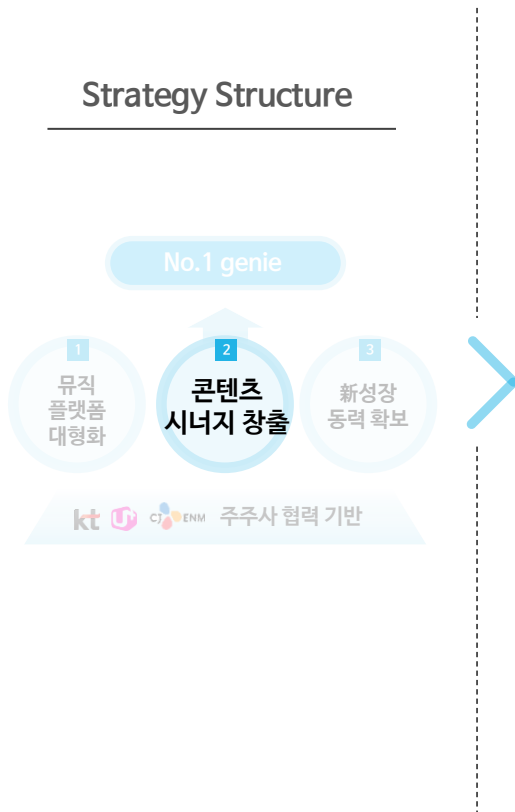 Strategy Structure
No.1 genie
1
뮤직
플랫폼
대형화
2
콘텐츠
시너지 창출
3
新성장
동력 확보
kt U+ CJ ENM 주주사 협력 기반